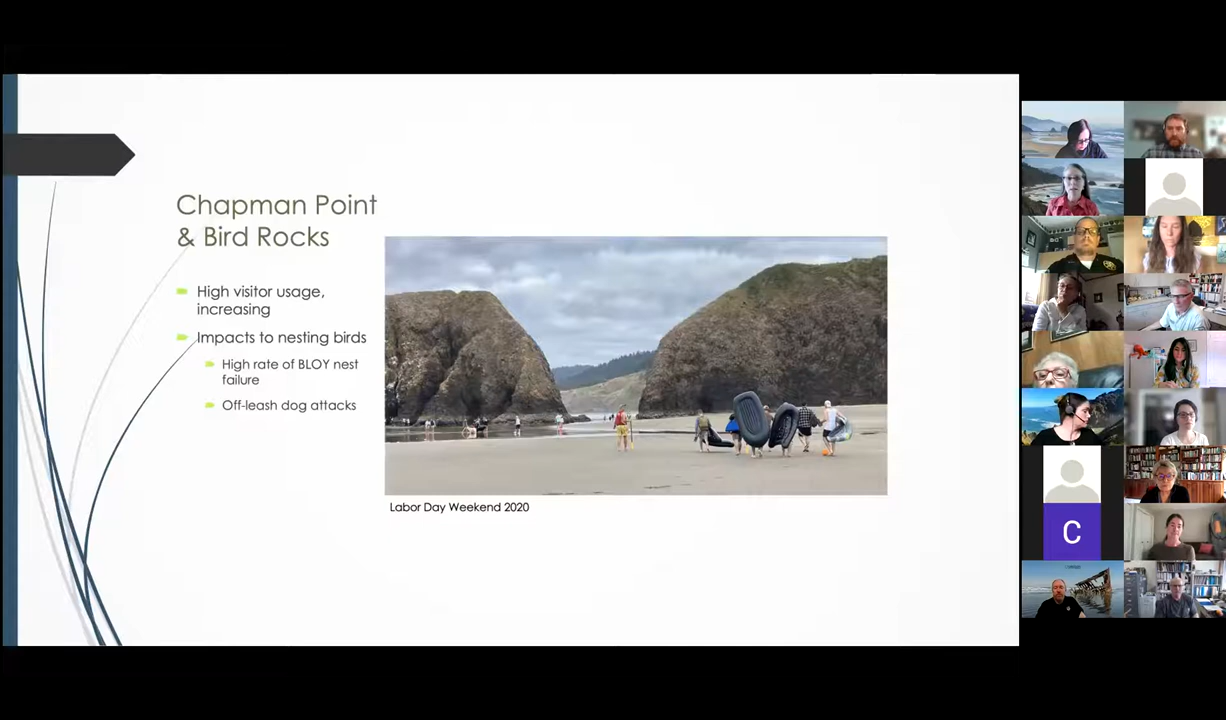 Chapman Point
& Bird Rocks
High visitor usage,
increasing
Impacts to nesting birds
High rate of BLOY nest
failure
Off-leash dog attacks
Labor Day Weekend 2020
C